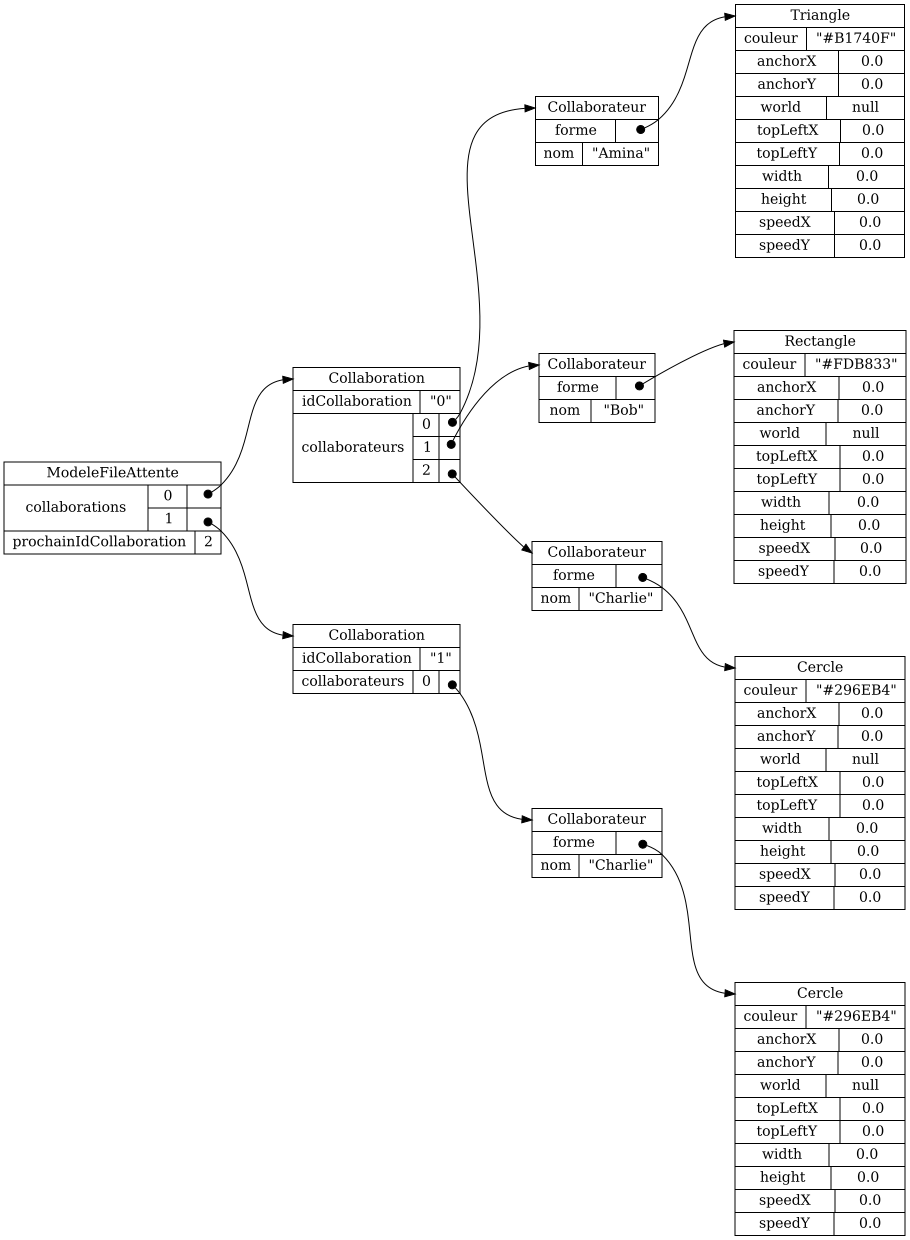 ModeleFileAttente
collaborations 0
1
prochainIdCollaboration 2
Collaboration
idCollaboration "0"
collaborateurs 0
1
2
Collaboration
idCollaboration "1"
collaborateurs 0
Collaborateur
forme
nom "Amina"
Collaborateur
forme
nom "Bob"
Collaborateur
forme
nom "Charlie"
Collaborateur
forme
nom "Charlie"
Triangle
couleur "#B1740F"
anchorX 0.0
anchorY 0.0
world null
topLeftX 0.0
topLeftY 0.0
width 0.0
height 0.0
speedX 0.0
speedY 0.0
Rectangle
couleur "#FDB833"
anchorX 0.0
anchorY 0.0
world null
topLeftX 0.0
topLeftY 0.0
width 0.0
height 0.0
speedX 0.0
speedY 0.0
Cercle
couleur "#296EB4"
anchorX 0.0
anchorY 0.0
world null
topLeftX 0.0
topLeftY 0.0
width 0.0
height 0.0
speedX 0.0
speedY 0.0
Cercle
couleur "#296EB4"
anchorX 0.0
anchorY 0.0
world null
topLeftX 0.0
topLeftY 0.0
width 0.0
height 0.0
speedX 0.0
speedY 0.0